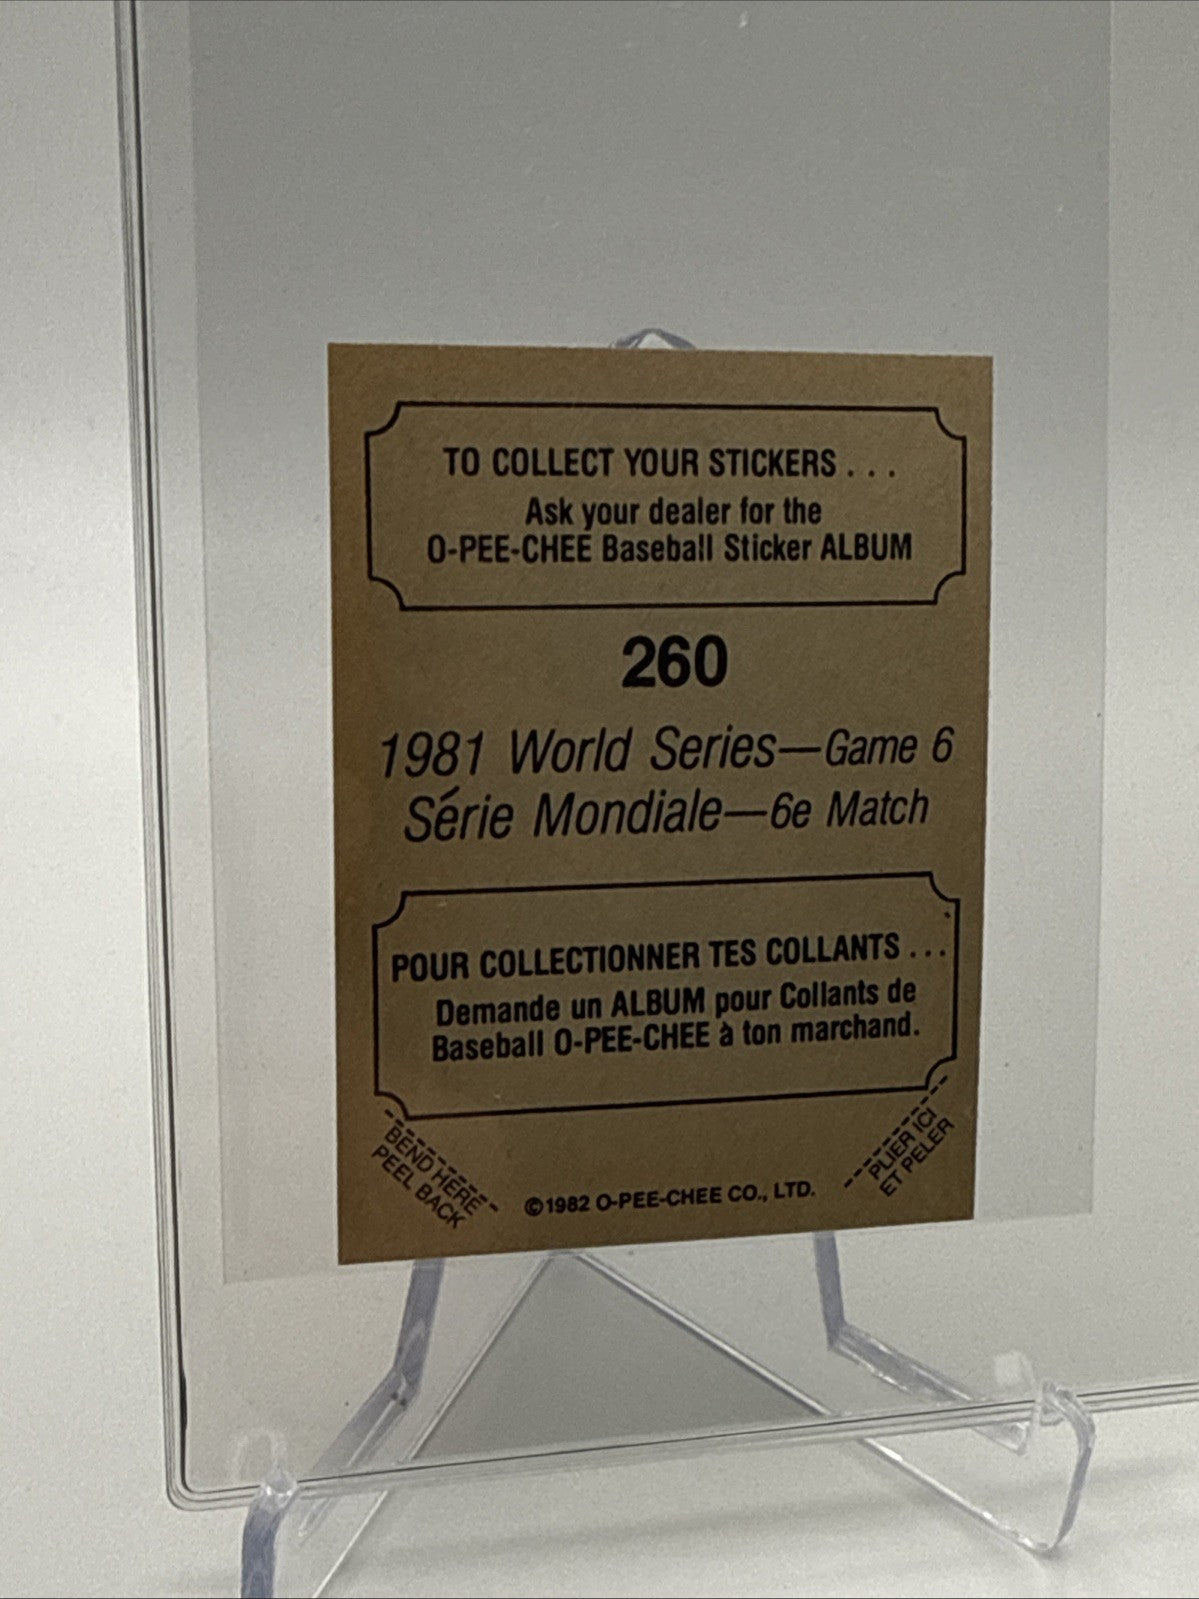 TO COLLECT YOUR STICKERS . . .
Ask your dealer for the
O-PEE-CHEE Baseball Sticker ALBUM
260
1981 World Series—Game 6
Série Mondiale—6e Match
POUR COLLECTIONNER TES COLLANTS . . .
Demande un ALBUM pour Collants de
Baseball O-PEE-CHEE à ton marchand.
BEND HERE
PEEL BACK
©1982 O-PEE-CHEE CO., LTD.
PLIER ICI
ET PELER